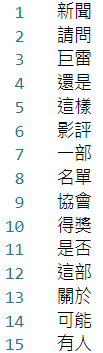 1 新聞
2 請問
3 巨雷
4 還是
5 這樣
6 影評
7 一部
8 名單
9 協會
10 得獎
11 是否
12 這部
13 關於
14 可能
15 有人